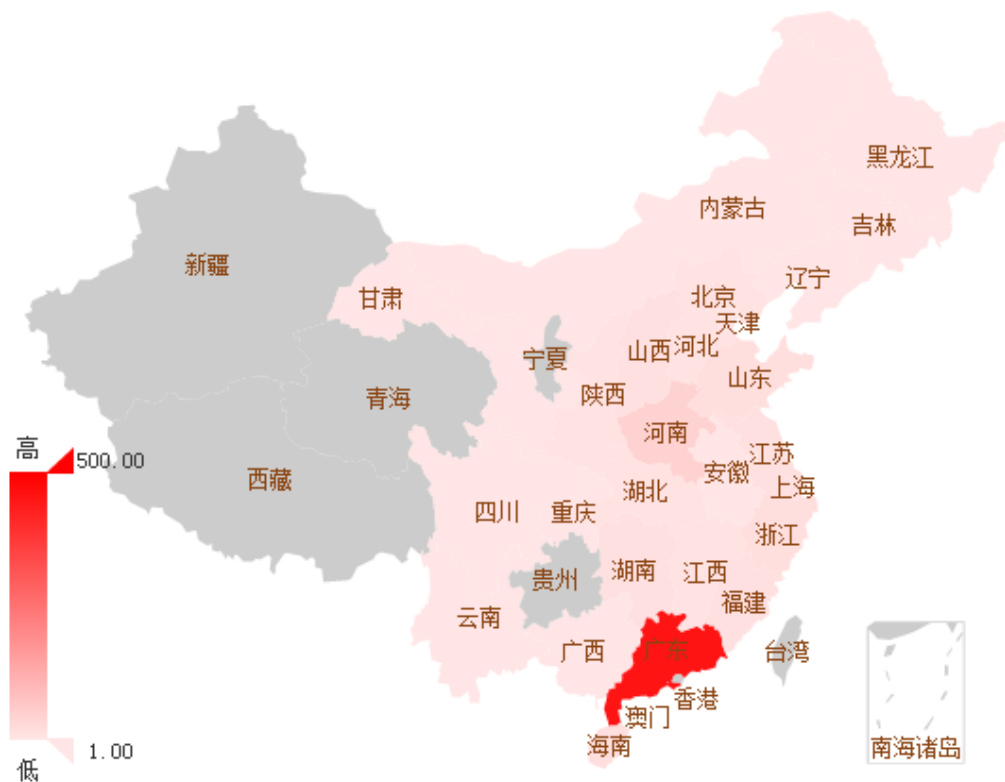 黑龙江
内蒙古
吉林
新疆
辽宁
甘肃
北京
天津
宁夏
山西
河北
山东
陕西
青海
河南
高
500.00
江苏
安徽
西藏
湖北
上海
四川
重庆
浙江
贵州
湖南
江西
福建
云南
广西
广东
台湾
香港
澳门
海南
南海诸岛
1.00
低